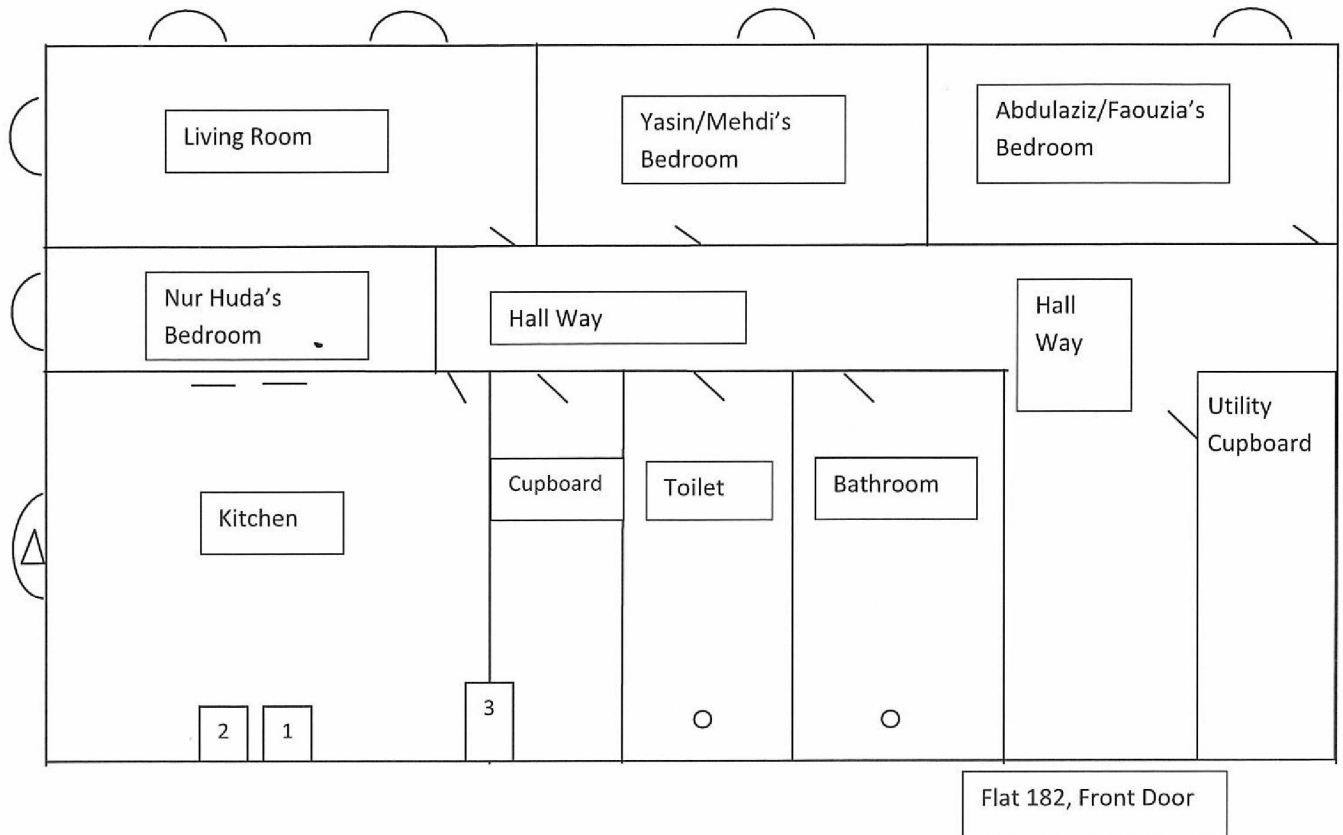 Living Room
Yasin/Mehdi's
Bedroom
Abdulaziz/Faouzia's
Bedroom
Nur Huda's
Bedroom
Hall Way
Hall
Way
Utility
Cupboard
Kitchen
Cupboard
Toilet
Bathroom
2
1
3
Flat 182, Front Door